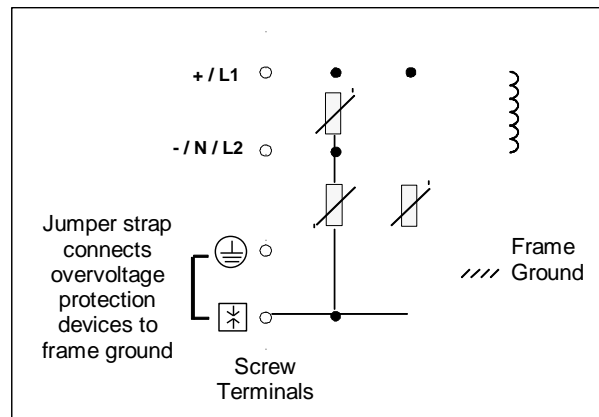 + / L1
- / N / L2
Jumper strap
connects
overvoltage
protection
devices to
frame ground
Frame
Ground
Screw
Terminals